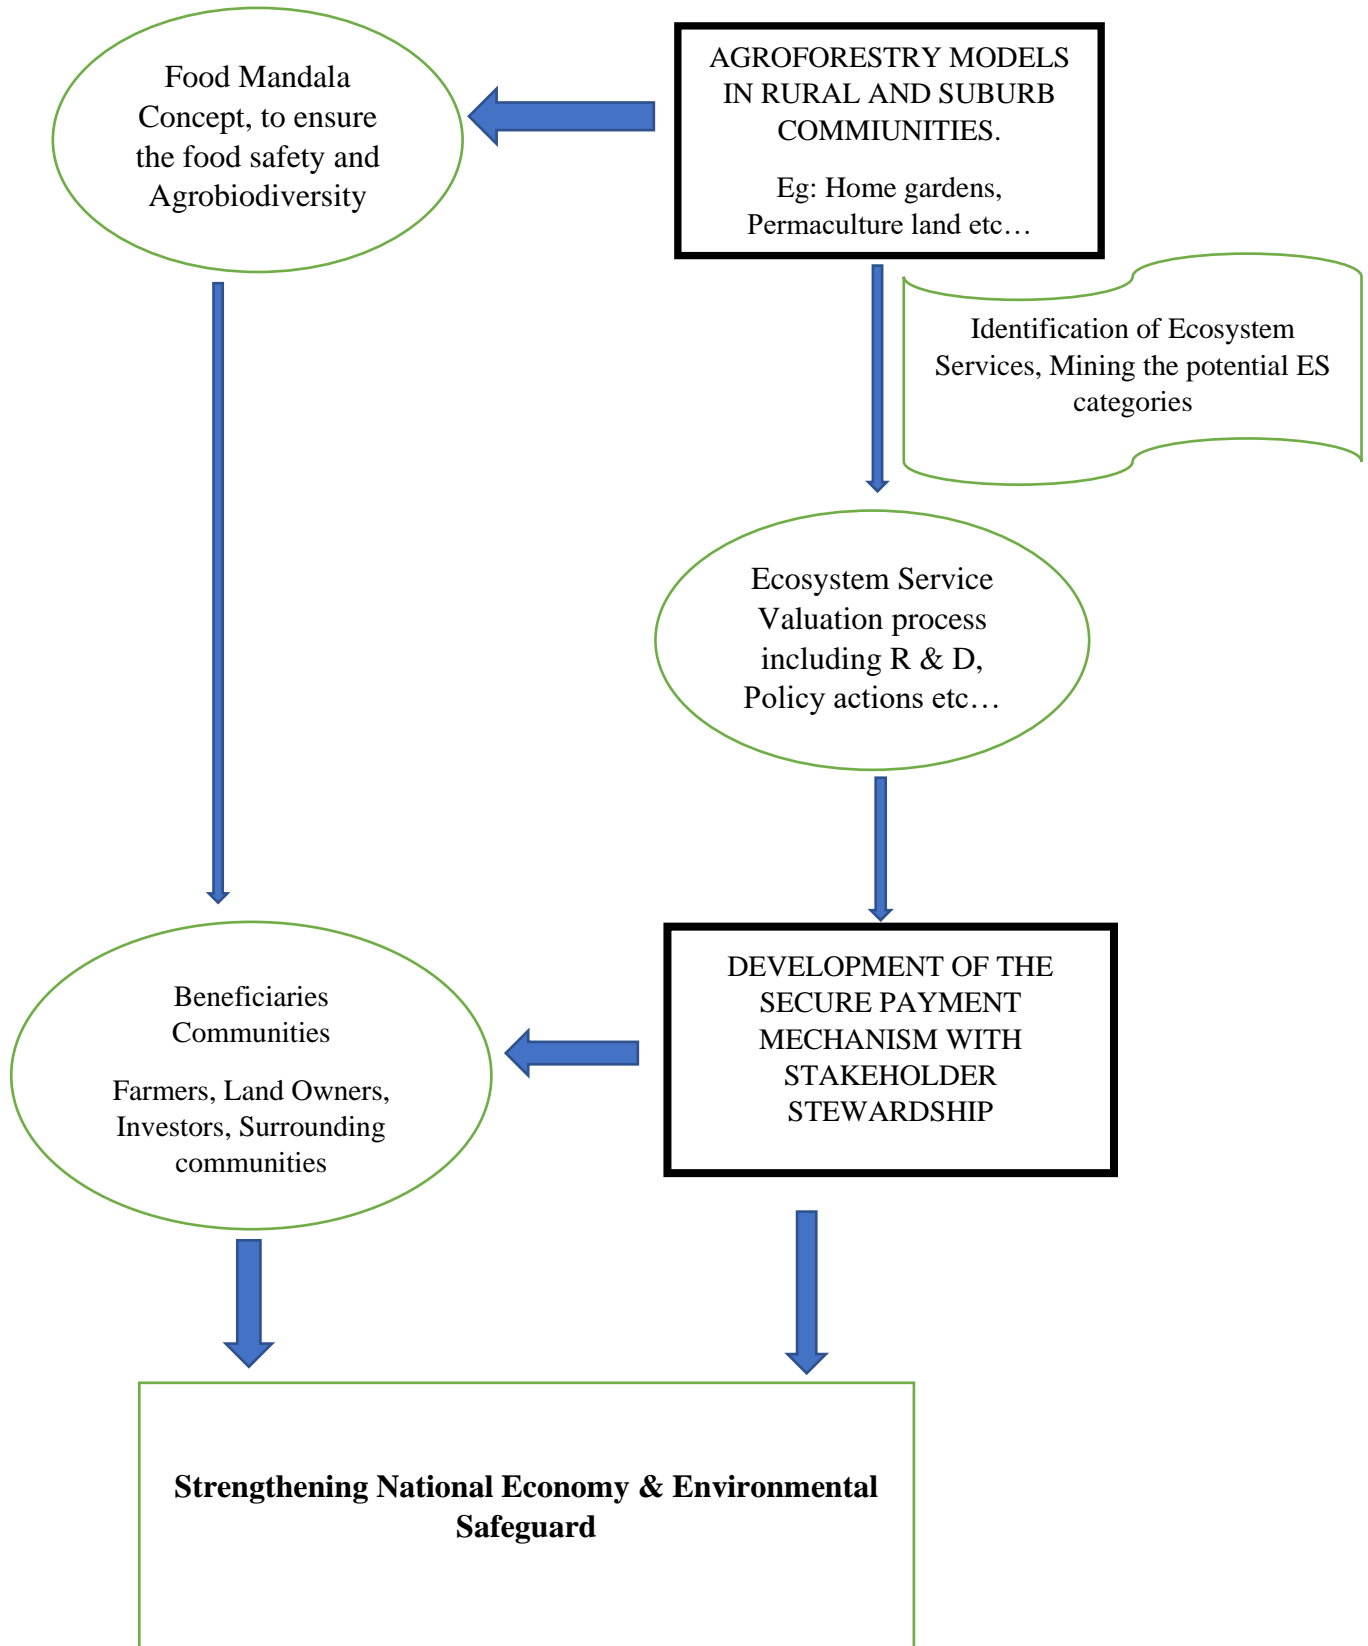 Food Mandala
Concept, to ensure
the food safety and
Agrobiodiversity
AGROFORESTRY MODELS
IN RURAL AND SUBURB
COMMIUNITIES.
Eg: Home gardens,
Permaculture land etc…
Identification of Ecosystem
Services, Mining the potential ES
categories
Ecosystem Service
Valuation process
including R & D,
Policy actions etc…
Beneficiaries
Communities
Farmers, Land Owners,
Investors, Surrounding
communities
DEVELOPMENT OF THE
SECURE PAYMENT
MECHANISM WITH
STAKEHOLDER
STEWARDSHIP
Strengthening National Economy & Environmental
Safeguard